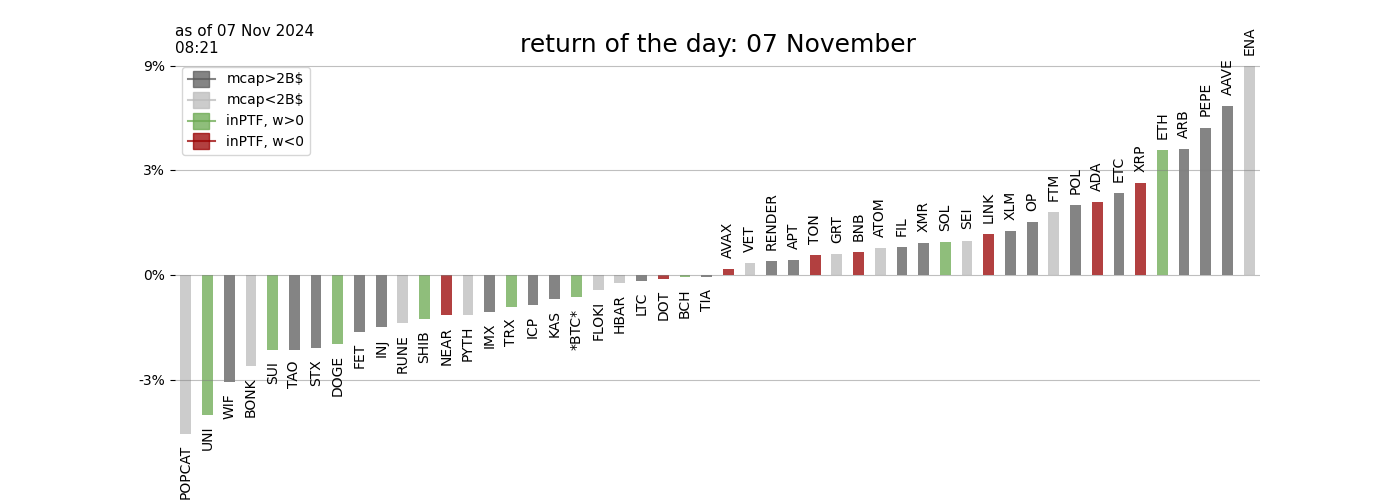 as of 07 Nov 2024
08:21
return of the day: 07 November
9%
3%
0%
-3%
mcap>2B$
mcap<2B$
inPTF, w>0
inPTF, w<0
POPCAT
UNI
WIF
BONK
SUI
TAO
STX
DOGE
FET
INJ
RUNE
SHIB
NEAR
PYTH
IMX
TRX
ICP
KAS
*BTC*
FLOKI
HBAR
LTC
DOT
BCH
TIA
AVAX
VET
RENDER
APT
TON
GRT
BNB
ATOM
FIL
XMR
SOL
SEI
LINK
XLM
OP
FTM
POL
ADA
ETC
XRP
ETH
ARB
PEPE
AAVE
ENA